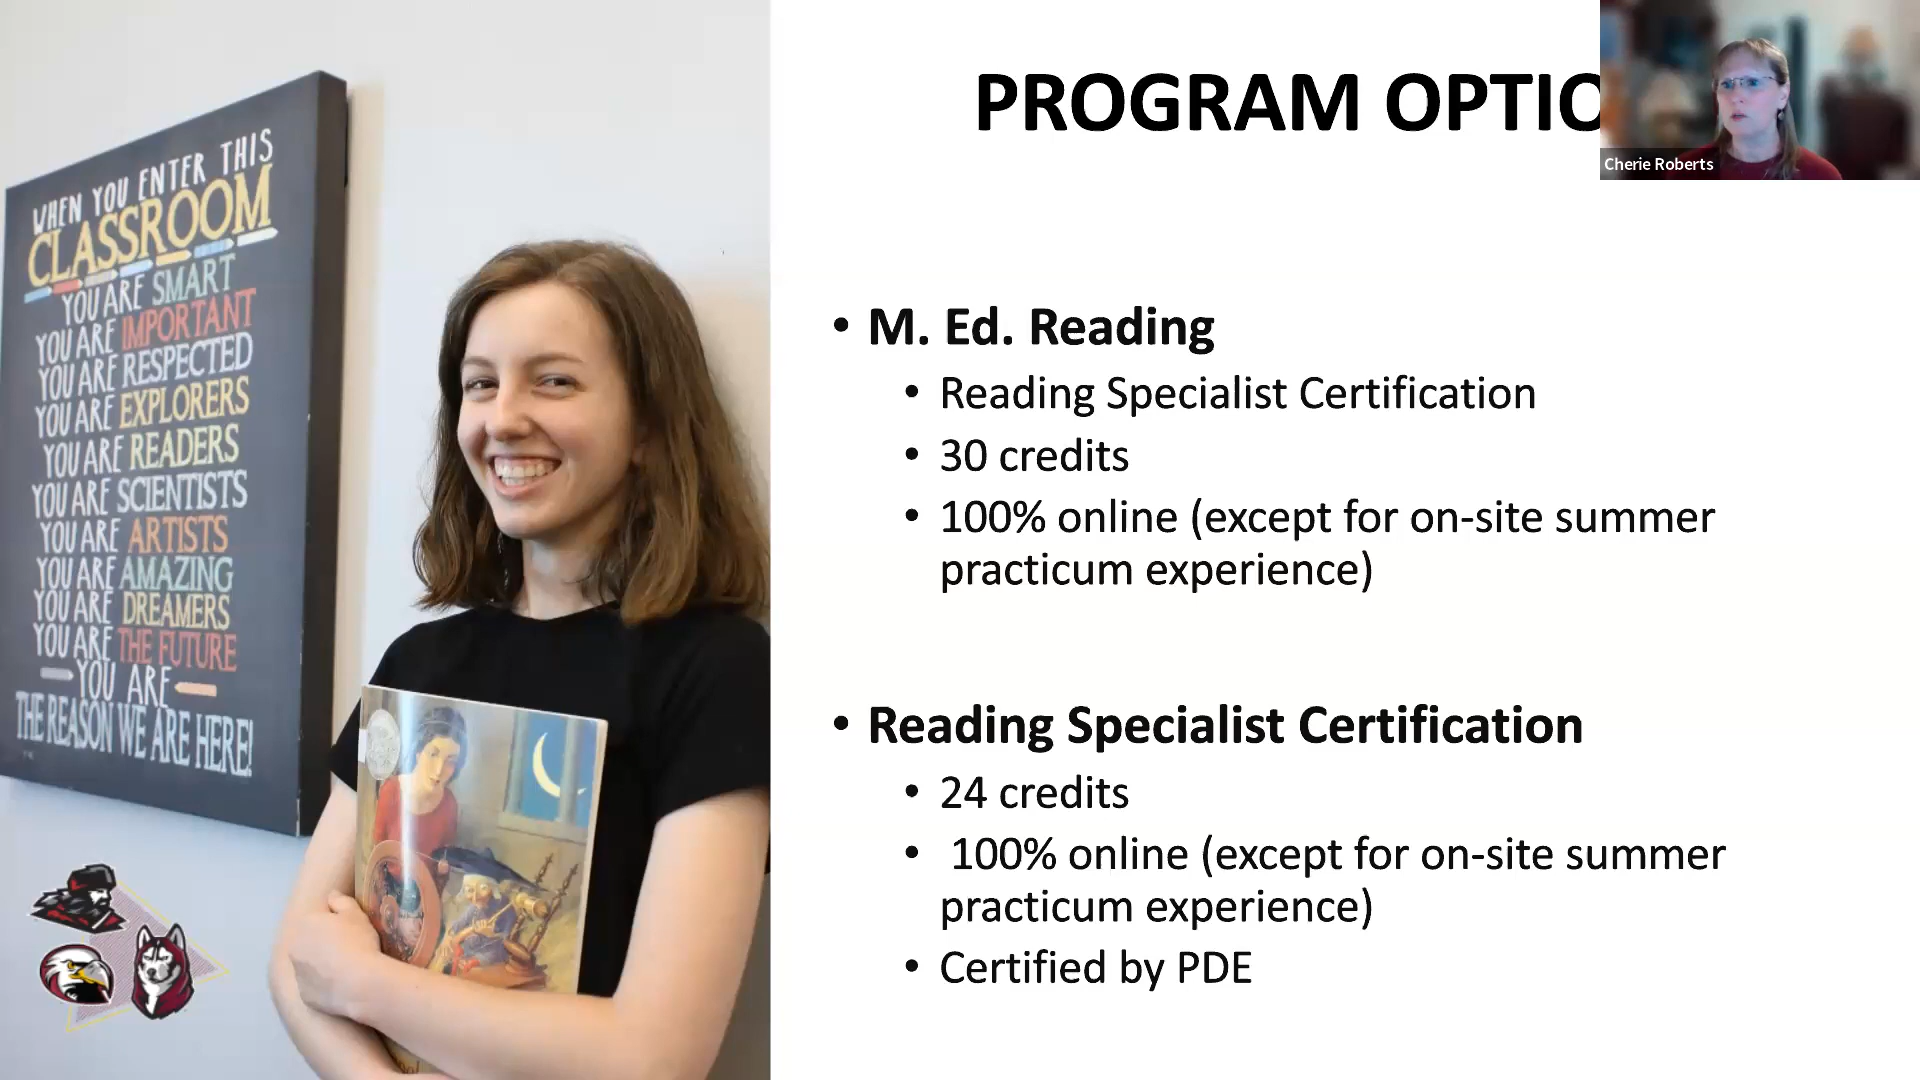 WHEN YOU ENTER THIS
CLASSROOM
YOU ARE SMART
YOU ARE IMPORTANT
YOU ARE RESPECTED
YOU ARE EXPLORERS
YOU ARE READERS
YOU ARE SCIENTISTS
YOU ARE ARTISTS
YOU ARE AMAZING
YOU ARE DREAMERS
YOU ARE THE FUTURE
YOU ARE
THE REASON WE ARE HERE!
PROGRAM OPTIO
Cherie Roberts
• M. Ed. Reading
• Reading Specialist Certification
• 30 credits
• 100% online (except for on-site summer
practicum experience)
• Reading Specialist Certification
• 24 credits
• 100% online (except for on-site summer
practicum experience)
• Certified by PDE